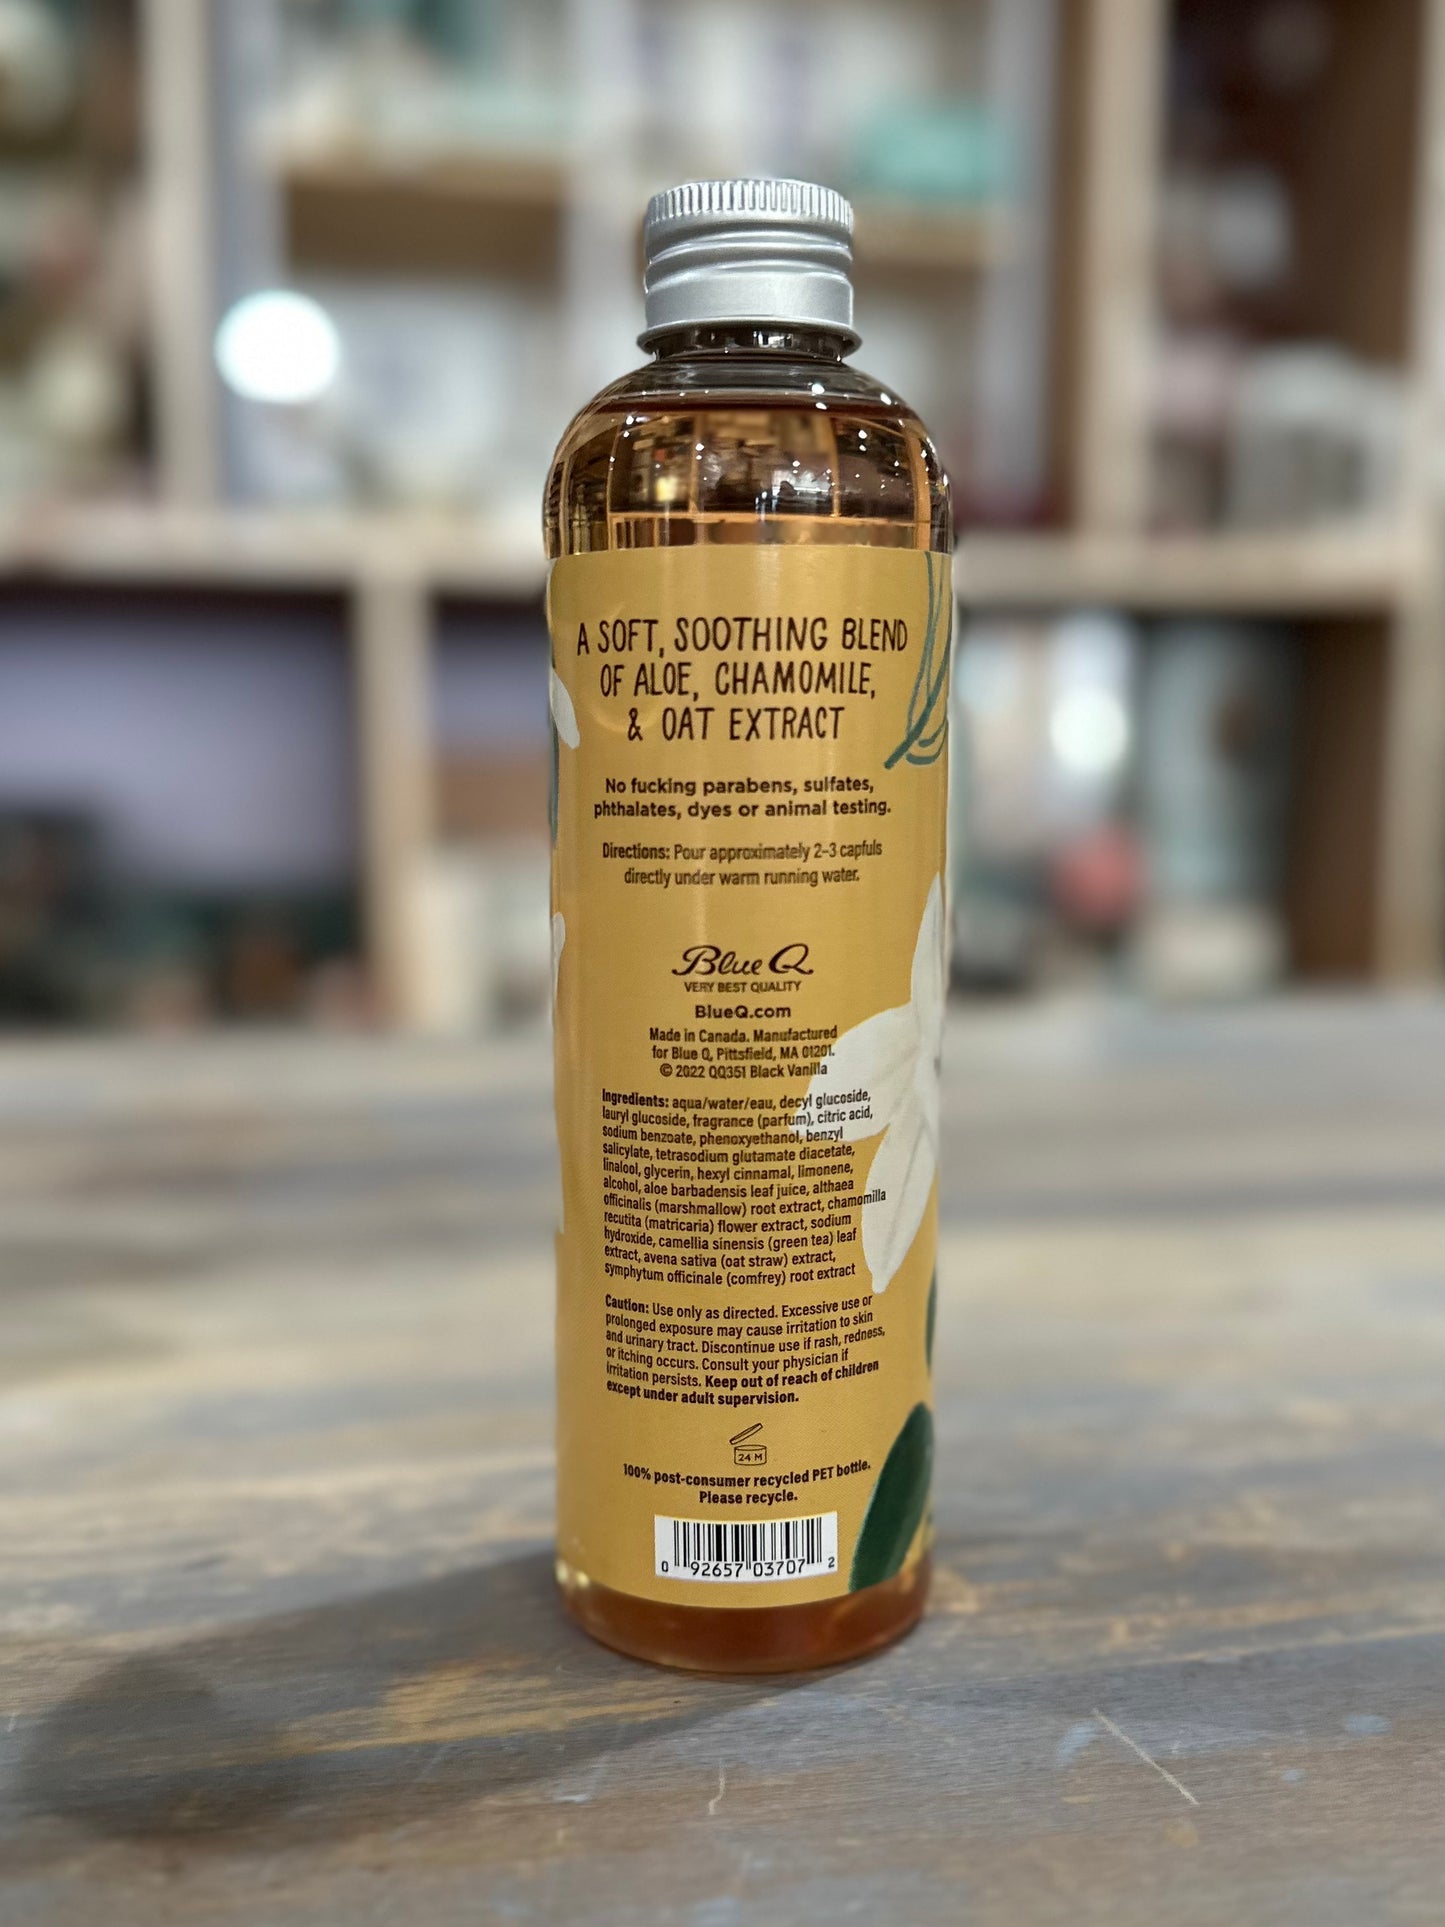 A SOFT, SOOTHING BLEND
OF ALOE, CHAMOMILE,
& OAT EXTRACT
No fucking parabens, sulfates,
phthalates, dyes or animal testing.
Directions: Pour approximately 2–3 capfuls
directly under warm running water.
Blue Q
VERY BEST QUALITY
BlueQ.com
Made in Canada. Manufactured
for Blue Q, Pittsfield, MA 01201.
© 2022 QQ351 Black Vanilla
Ingredients: aqua/water/eau, decyl glucoside,
lauryl glucoside, fragrance (parfum), citric acid,
sodium benzoate, phenoxyethanol, benzyl
salicylate, tetrasodium glutamate diacetate,
linalool, glycerin, hexyl cinnamal, limonene,
alcohol, aloe barbadensis leaf juice, althaea
officinalis (marshmallow) root extract, chamomilla
recutita (matricaria) flower extract, sodium
hydroxide, camellia sinensis (green tea) leaf
extract, avena sativa (oat straw) extract,
symphytum officinale (comfrey) root extract
Caution: Use only as directed. Excessive use or
prolonged exposure may cause irritation to skin
and urinary tract. Discontinue use if rash, redness,
or itching occurs. Consult your physician if
irritation persists. Keep out of reach of children
except under adult supervision.
24 M
100% post-consumer recycled PET bottle.
Please recycle.
0 92657 03707 2